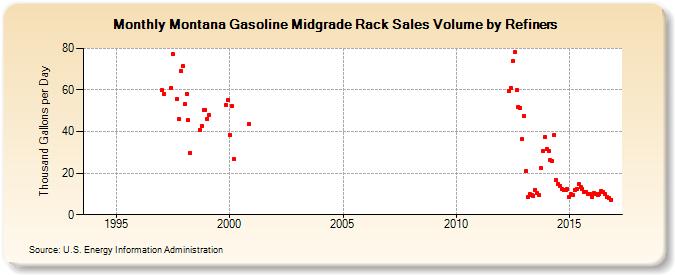 Monthly Montana Gasoline Midgrade Rack Sales Volume by Refiners
Thousand Gallons per Day
80
60
40
20
0
1995 2000 2005 2010 2015
Source: U.S. Energy Information Administration